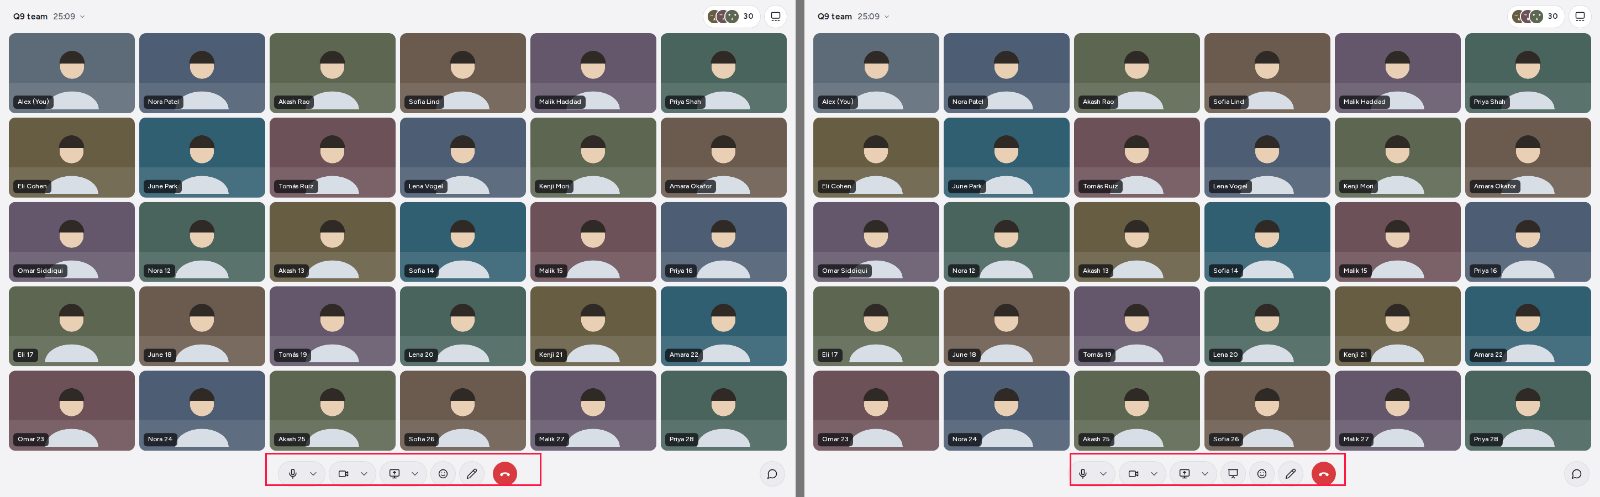 Q9 team 25:09
30
Alex (You) Nora Patel Akash Rao Sofia Lind Malik Haddad Priya Shah
Eli Cohen June Park Tomás Ruiz Lena Vogel Kenji Mori Amara Okafor
Omar Siddiqui Nora 12 Akash 13 Sofia 14 Malik 15 Priya 16
Eli 17 June 18 Tomás 19 Lena 20 Kenji 21 Amara 22
Omar 23 Nora 24 Akash 25 Sofia 26 Malik 27 Priya 28
Q9 team 25:09
30
Alex (You) Nora Patel Akash Rao Sofia Lind Malik Haddad Priya Shah
Eli Cohen June Park Tomás Ruiz Lena Vogel Kenji Mori Amara Okafor
Omar Siddiqui Nora 12 Akash 13 Sofia 14 Malik 15 Priya 16
Eli 17 June 18 Tomás 19 Lena 20 Kenji 21 Amara 22
Omar 23 Nora 24 Akash 25 Sofia 26 Malik 27 Priya 28